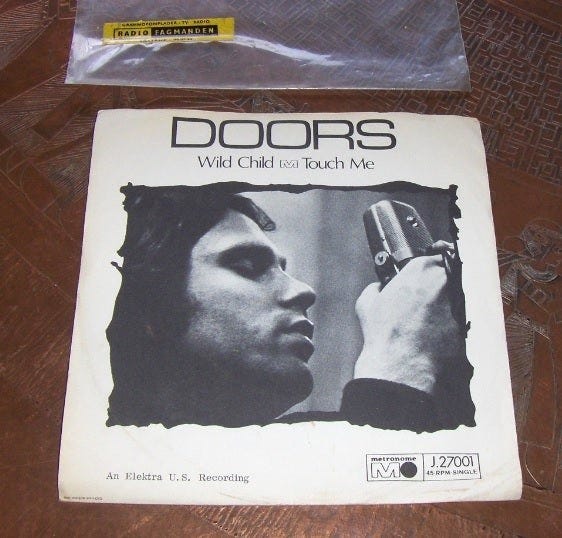 GRAMMOFONPLADER - TV - RADIO
RADIO FAGMANDEN
DOORS
Wild Child M Touch Me
An Elektra U.S. Recording
metronome
M
J.27001
45-RPM-SINGLE